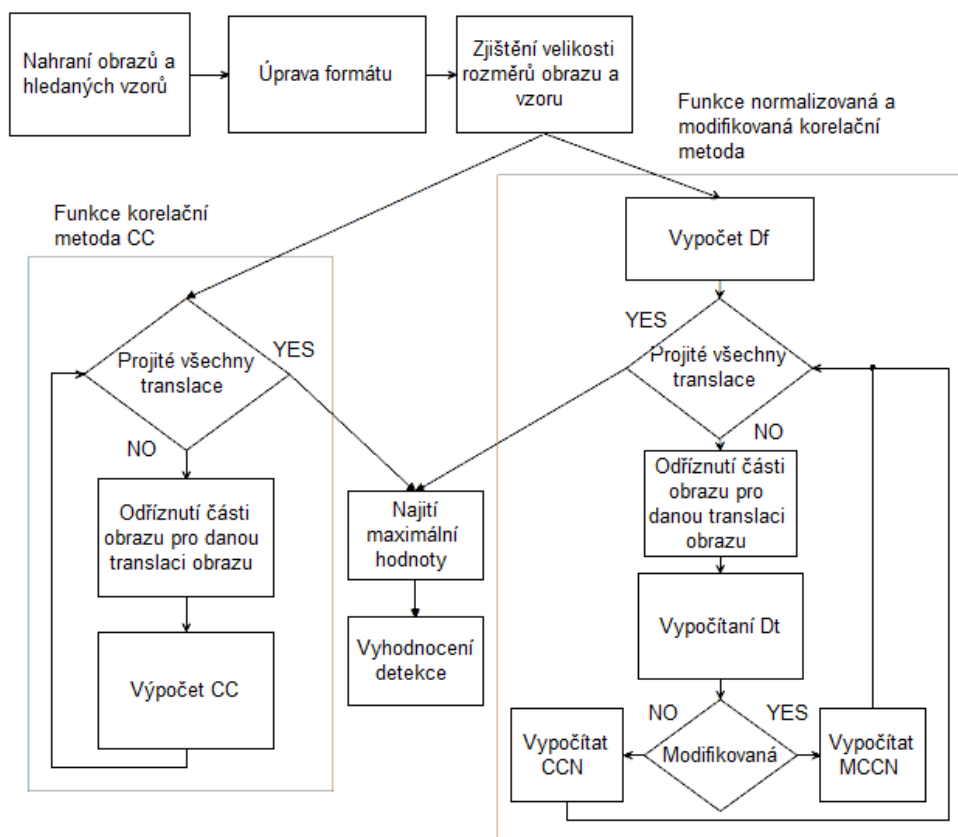 Nahraní obrazů a
hledaných vzorů
Úprava formátu
Zjištění velikosti
rozměrů obrazu a
vzoru
Funkce normalizovaná a
modifikovaná korelační
metoda
Funkce korelační
metoda CC
Vypočet Df
YES
Projité všechny
translace
NO
Odříznutí části
obrazu pro danou
translaci obrazu
Výpočet CC
YES
Projité všechny
translace
NO
Odříznutí části
obrazu pro
danou translaci
obrazu
Najití
maximální
hodnoty
Vyhodnocení
detekce
Vypočítaní Dt
NO
YES
Modifikovaná
Vypočítat
CCN
Vypočítat
MCCN